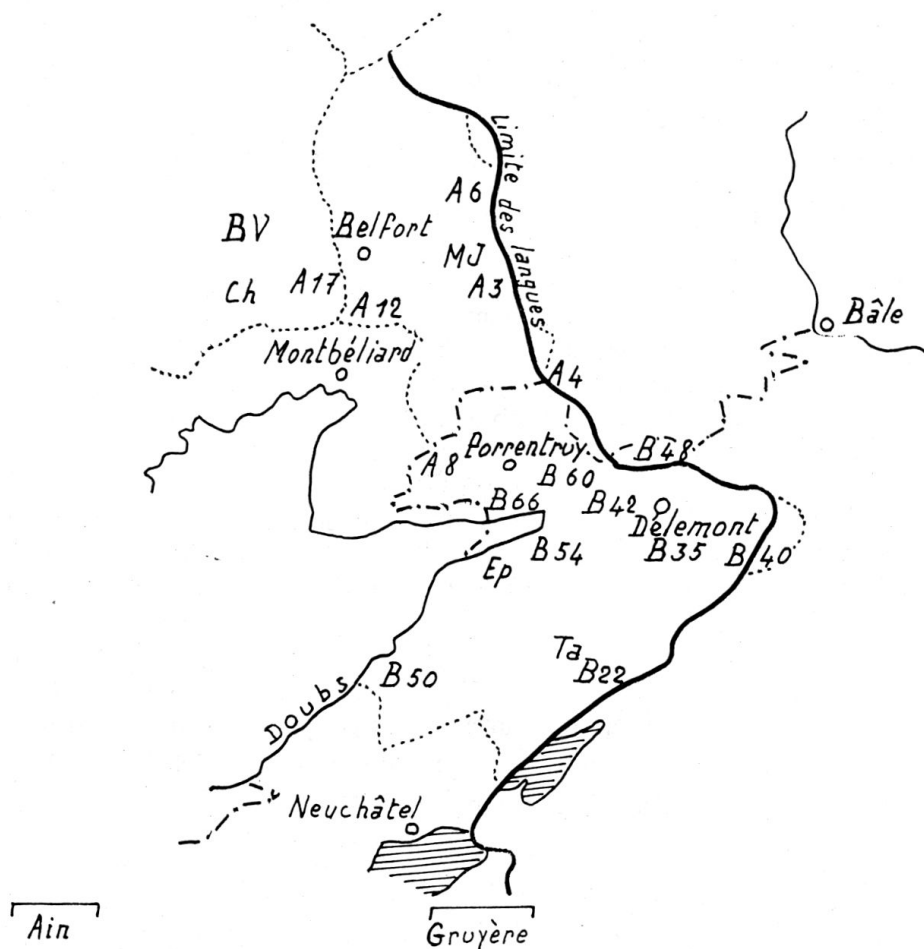 Limite des langues
A6
BV
Belfort
MJ
Ch
A17
A3
A12
Bâle
Montbéliard
A4
A8
Porrentruy
B48
B60
B66
B42
Délemont
B54
B35
B40
Ep
Ta
B22
B50
Doubs
Neuchâtel
Ain
Gruyère